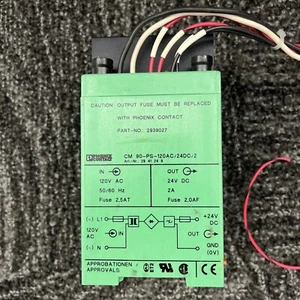 CAUTION: OUTPUT FUSE MUST BE REPLACED
WITH PHOENIX CONTACT
PART-NO.: 2939027
CM 90-PS-120AC/24DC/2
IN OUT
120V AC 24V DC
50/60 Hz 2A
Fuse 2,5AT Fuse 2,0AF
(~) L1 +24V DC
120V AC IN OUT
(~) N GND (0V)
APPROBATIONEN/
APPROVALS